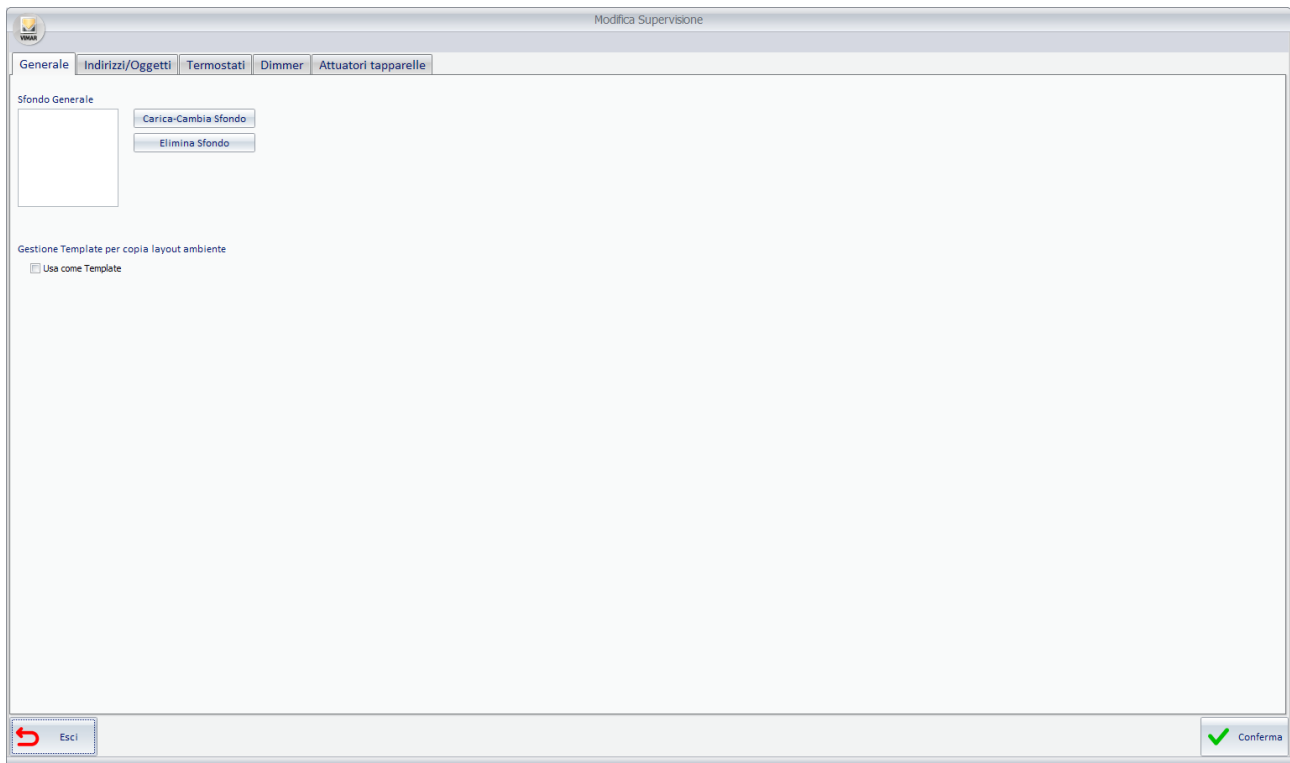 Modifica Supervisione
VIMAR
Generale Indirizzi/Oggetti Termostati Dimmer Attuatori tapparelle
Sfondo Generale
Carica-Cambia Sfondo
Elimina Sfondo
Gestione Template per copia layout ambiente
Usa come Template
Esci
Conferma